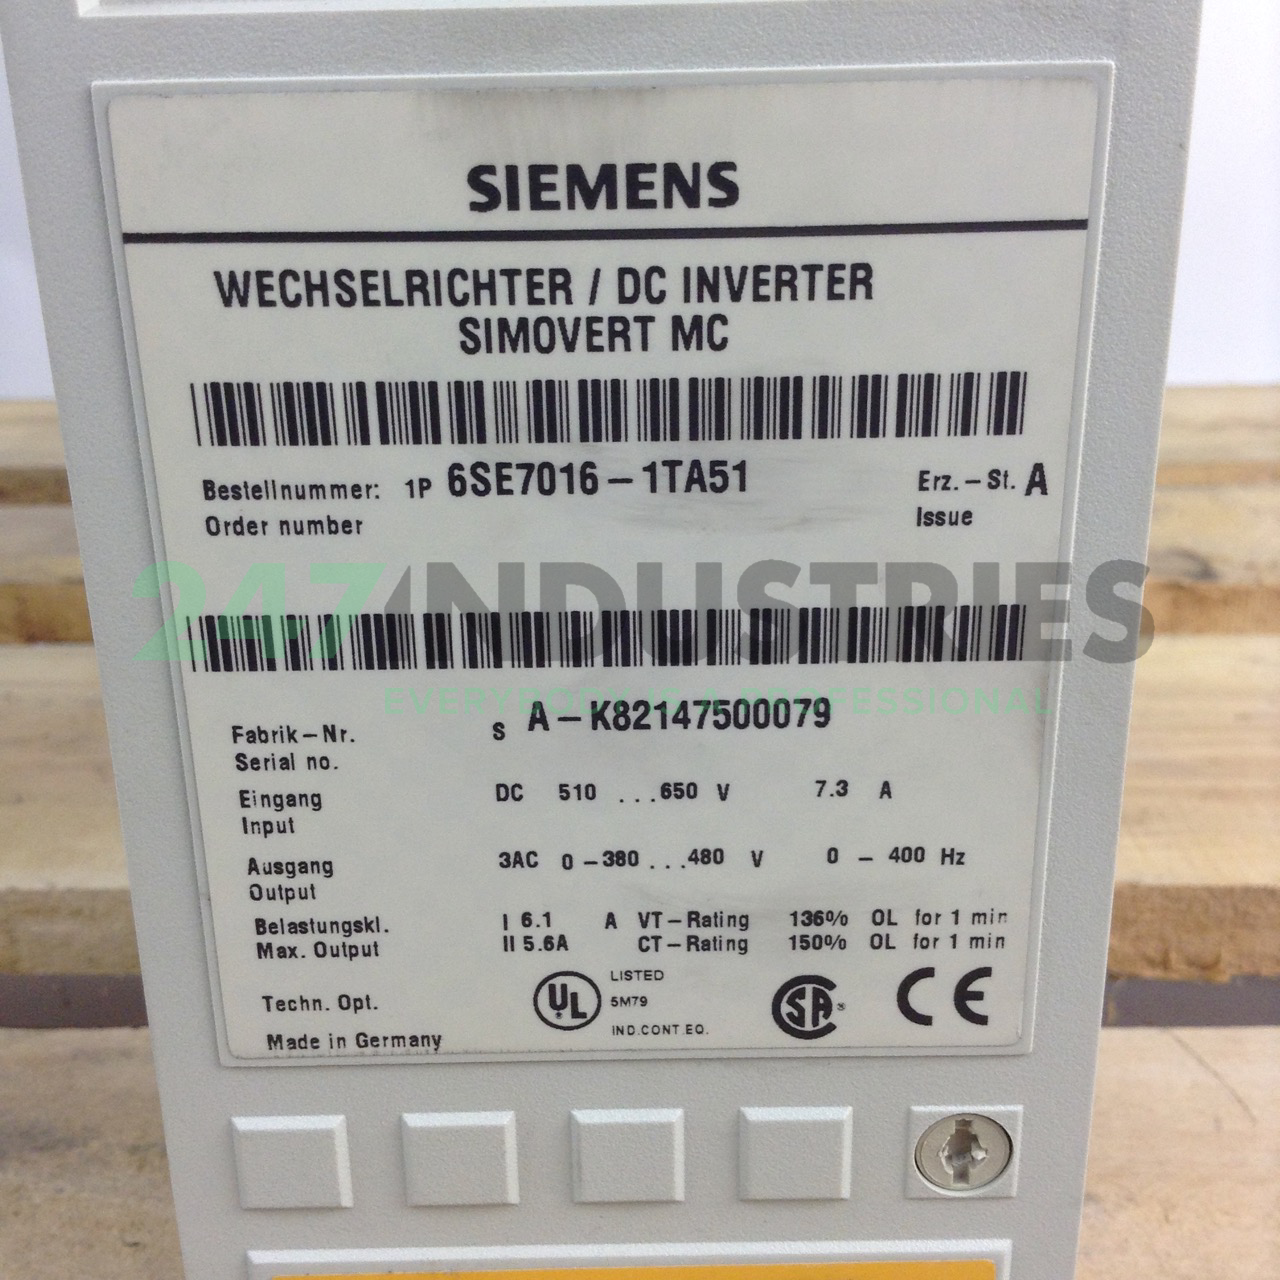 SIEMENS
WECHSELRICHTER / DC INVERTER
SIMOVERT MC
Bestellnummer: 1P 6SE7016-1TA51 Erz.-St. A
Order number Issue
247INDUSTRIES
EVERYBODY IS A PROFESSIONAL
Fabrik-Nr. S A-K82147500079
Serial no.
Eingang DC 510 ...650 V 7.3 A
Input
Ausgang 3AC 0-380 ...480 V 0 - 400 Hz
Output
Belastungskl. I 6.1 A VT-Rating 136% OL for 1 min
Max. Output II 5.6A CT-Rating 150% OL for 1 min
UL LISTED
Techn. Opt. 5M79 SA CE
IND.CONT.EQ.
Made in Germany